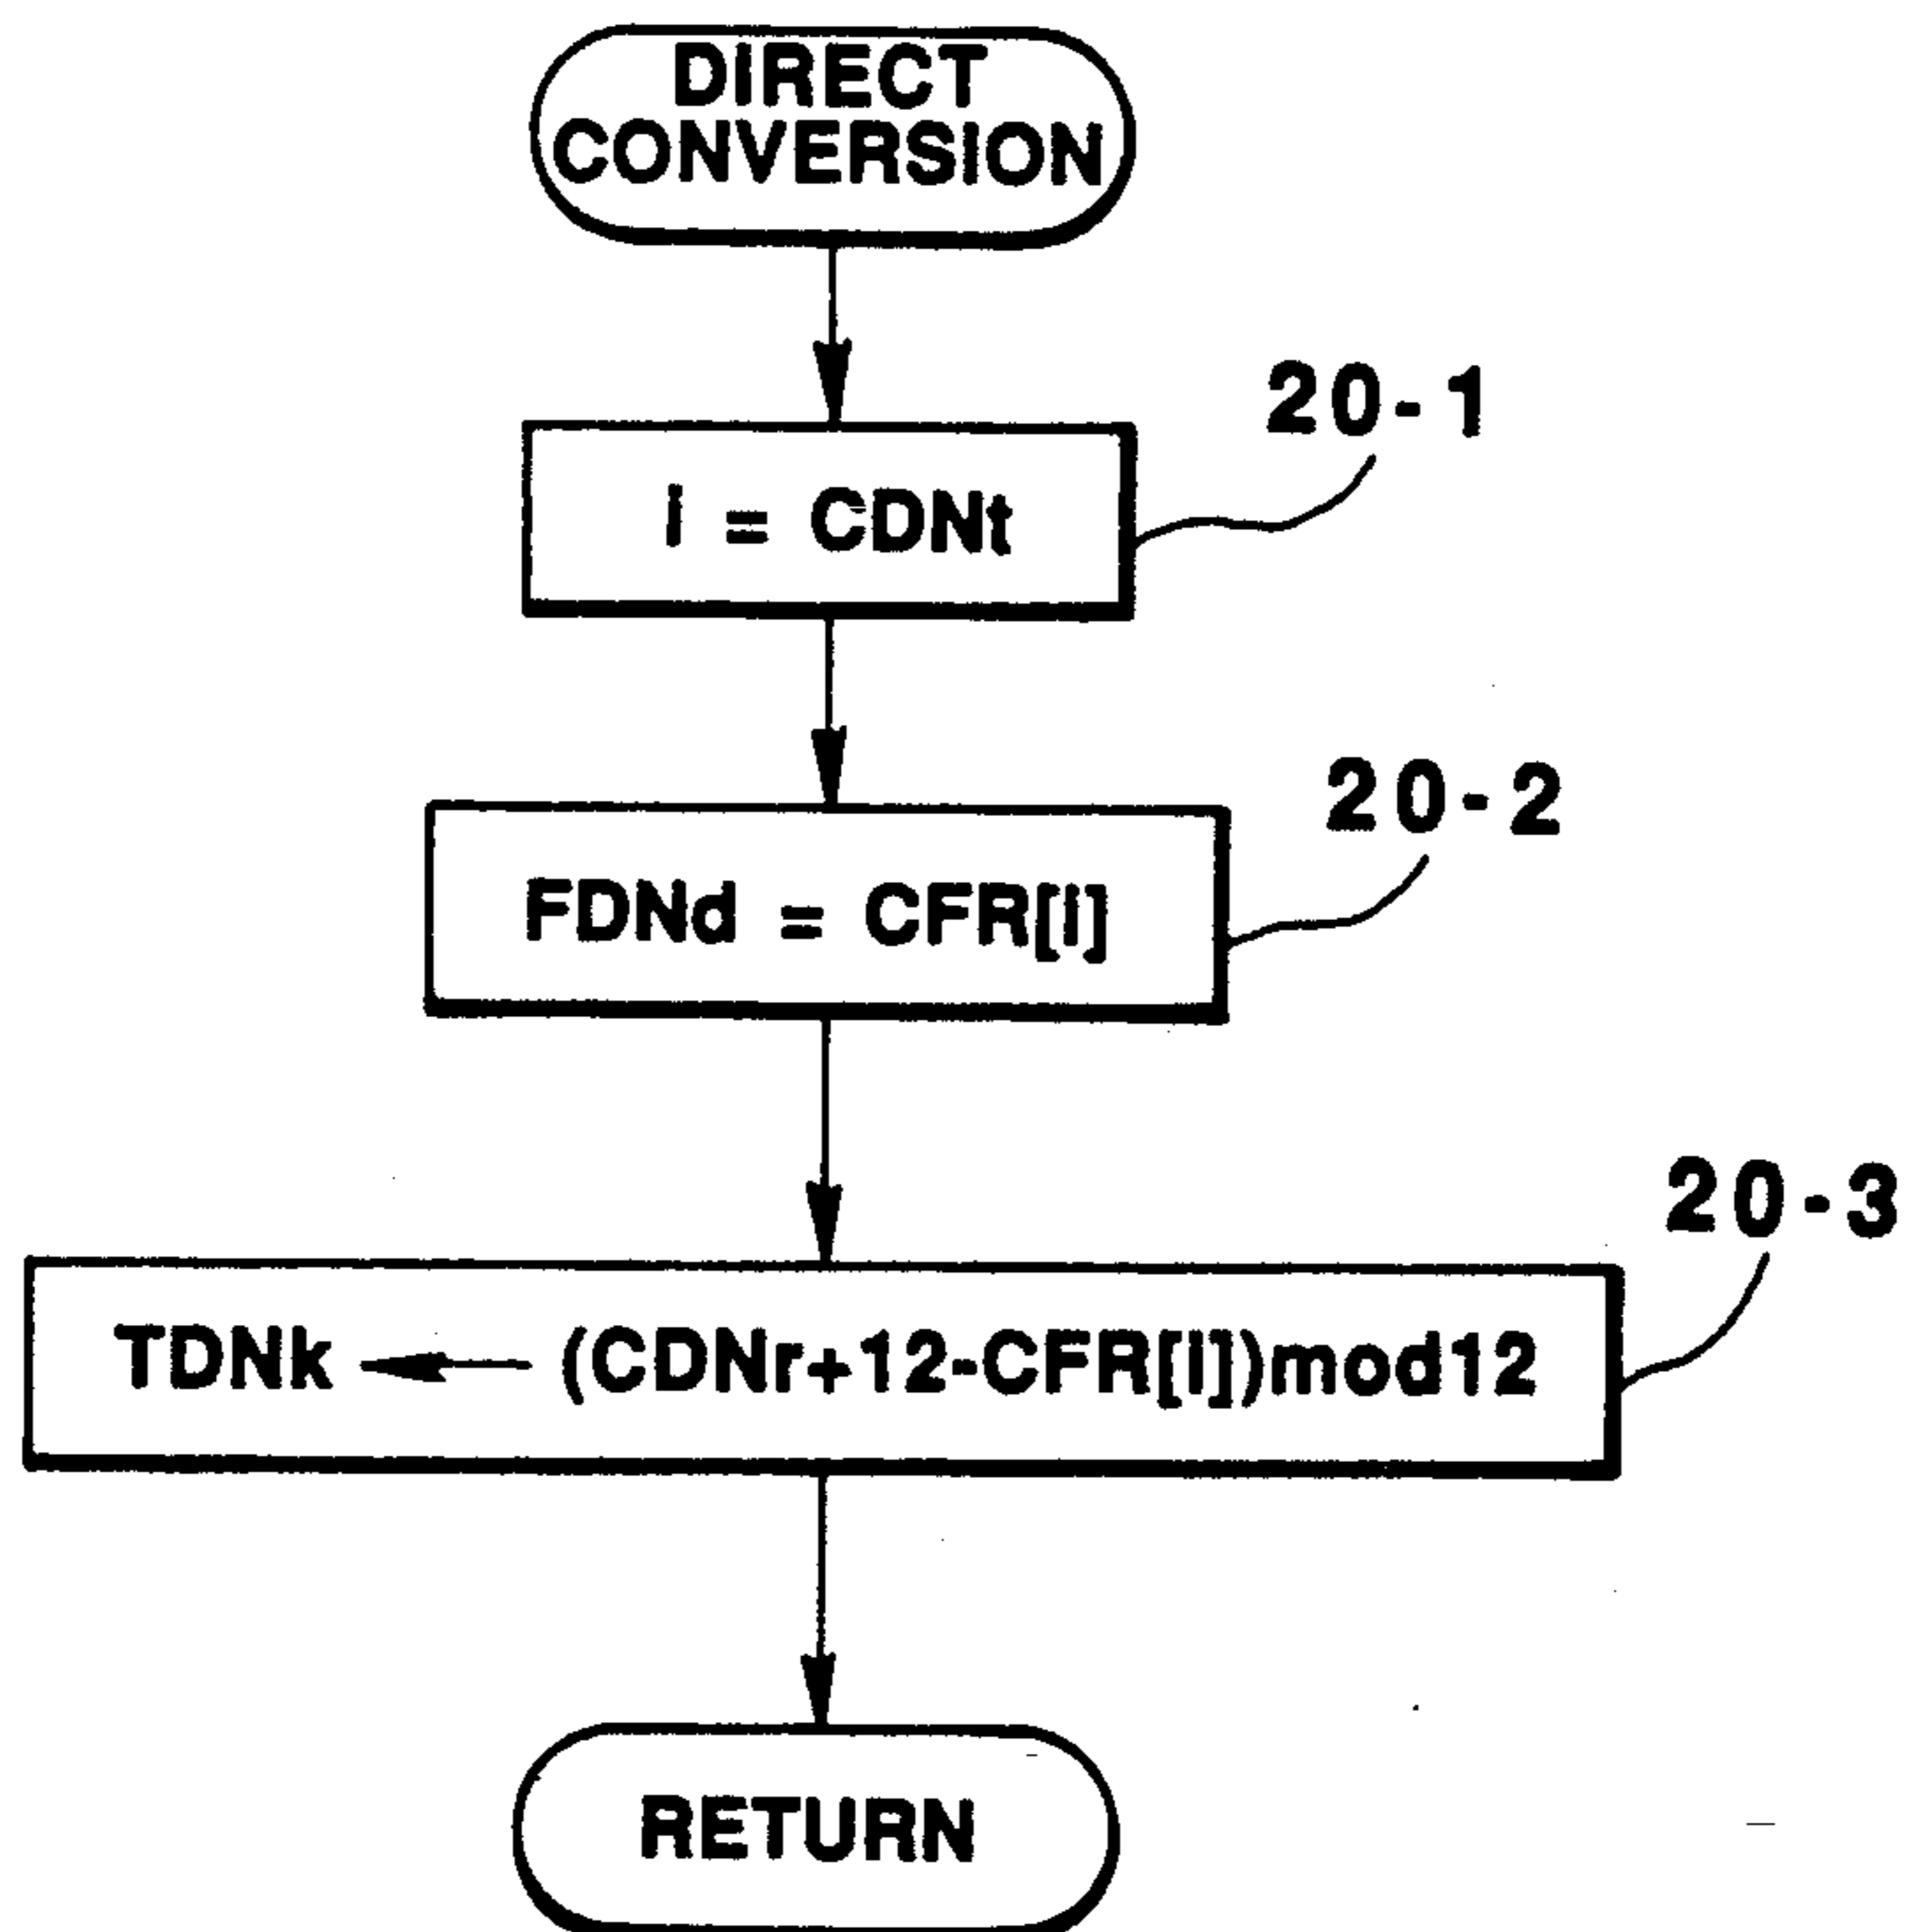 DIRECT
CONVERSION
20-1
i = CDNt
20-2
FDNd = CFR[i]
20-3
TDNk ← (CDNr+12-CFR[i])mod12
RETURN